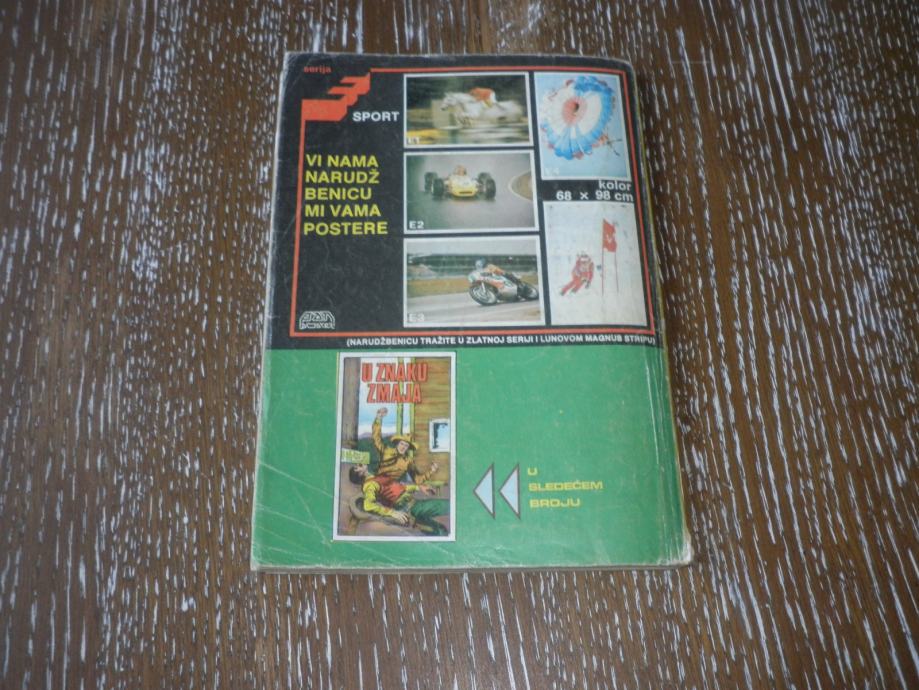 serija
SPORT
VI NAMA
NARUDŽ
BENICU
MI VAMA
POSTERE
E2
E3
kolor
68 x 98 cm
(NARUDŽBENICU TRAŽITE U ZLATNOJ SERIJI I LUNOVOM MAGNUS STRIPU)
U ZNAKU
ZMAJA
U
SLEDEĆEM
BROJU